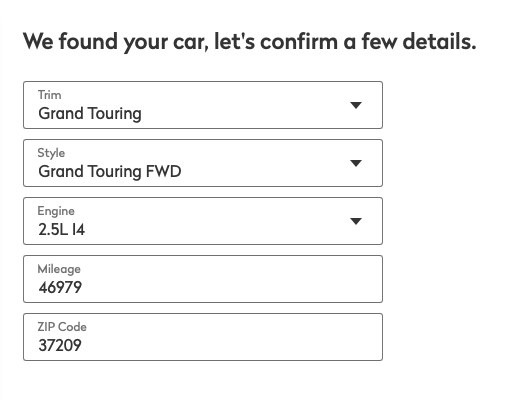 We found your car, let's confirm a few details.
Trim
Grand Touring
Style
Grand Touring FWD
Engine
2.5L I4
Mileage
46979
ZIP Code
37209